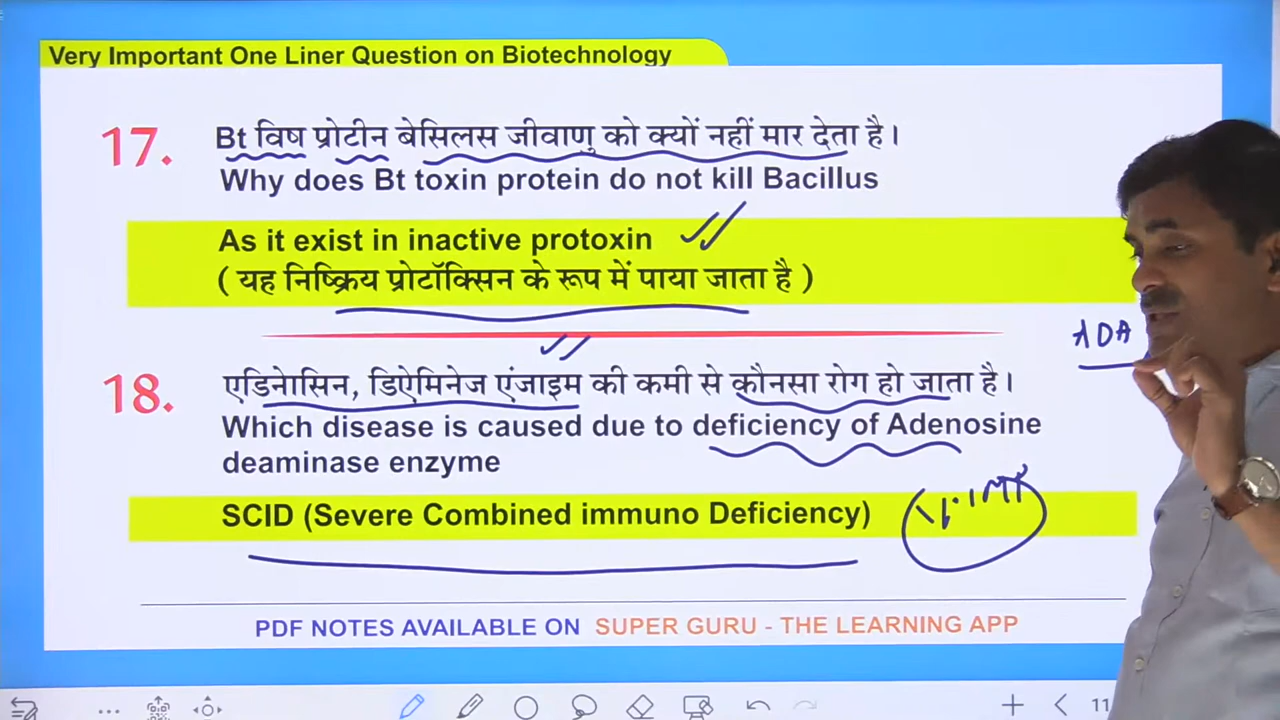 Very Important One Liner Question on Biotechnology
17. Bt विष प्रोटीन बेसिलस जीवाणु को क्यों नहीं मार देता है।
Why does Bt toxin protein do not kill Bacillus
As it exist in inactive protoxin
( यह निष्क्रिय प्रोटॉक्सिन के रूप में पाया जाता है )
ADA
18. एडिनोसिन, डिऐमिनेज एंजाइम की कमी से कौनसा रोग हो जाता है।
Which disease is caused due to deficiency of Adenosine
deaminase enzyme
SCID (Severe Combined immuno Deficiency)
PDF NOTES AVAILABLE ON SUPER GURU - THE LEARNING APP
11